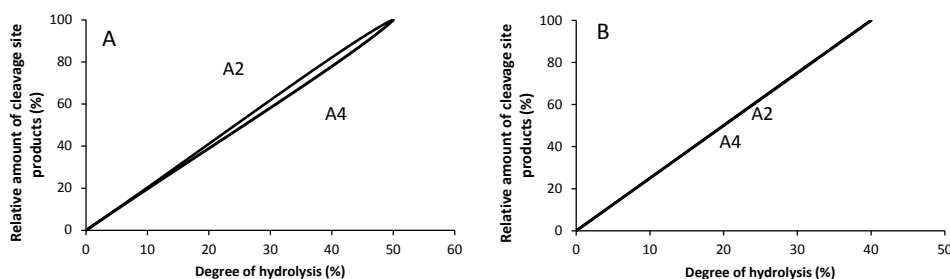 A
Relative amount of cleavage site
products (%)
100
80
60
40
20
0
A2
A4
0 10 20 30 40 50 60
Degree of hydrolysis (%)
B
Relative amount of cleavage site
products (%)
100
80
60
40
20
0
A2
A4
0 10 20 30 40 50
Degree of hydrolysis (%)